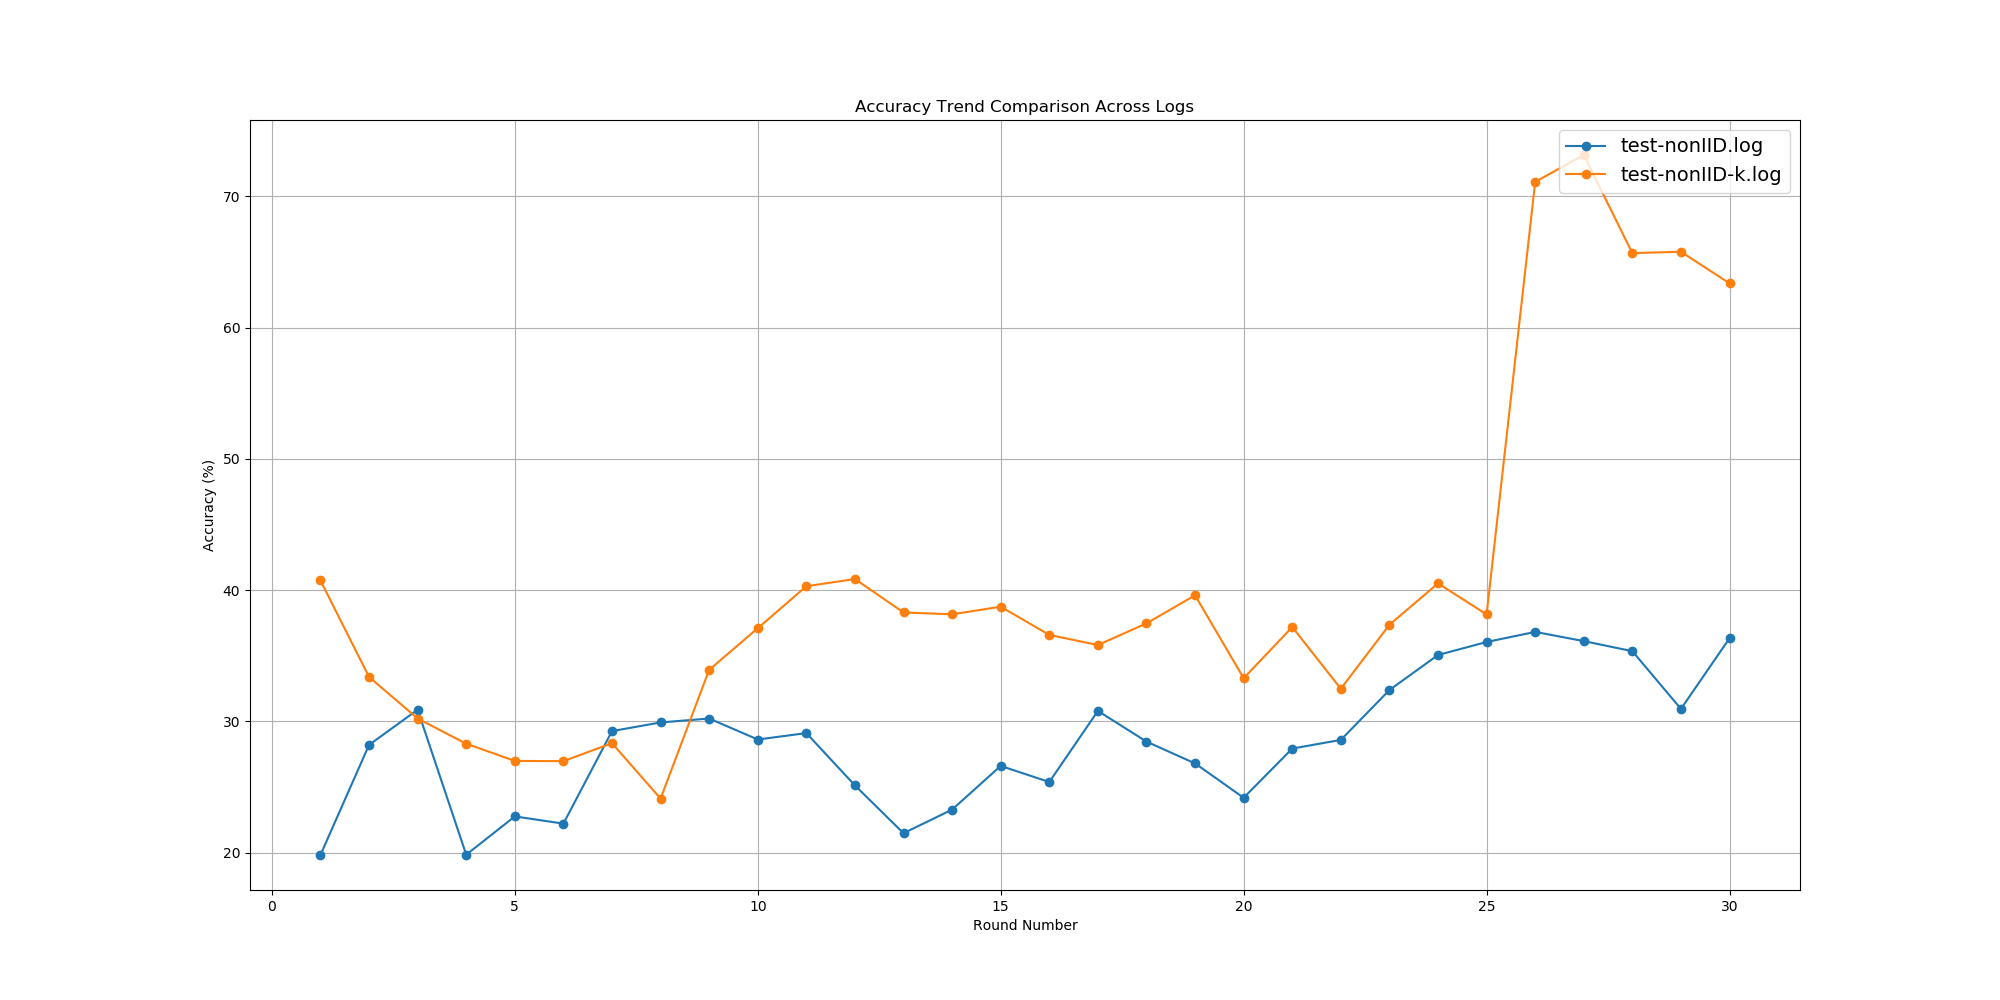 Accuracy Trend Comparison Across Logs
test-nonIID.log
test-nonIID-k.log
70
60
50
40
30
20
Accuracy (%)
0 5 10 15 20 25 30
Round Number